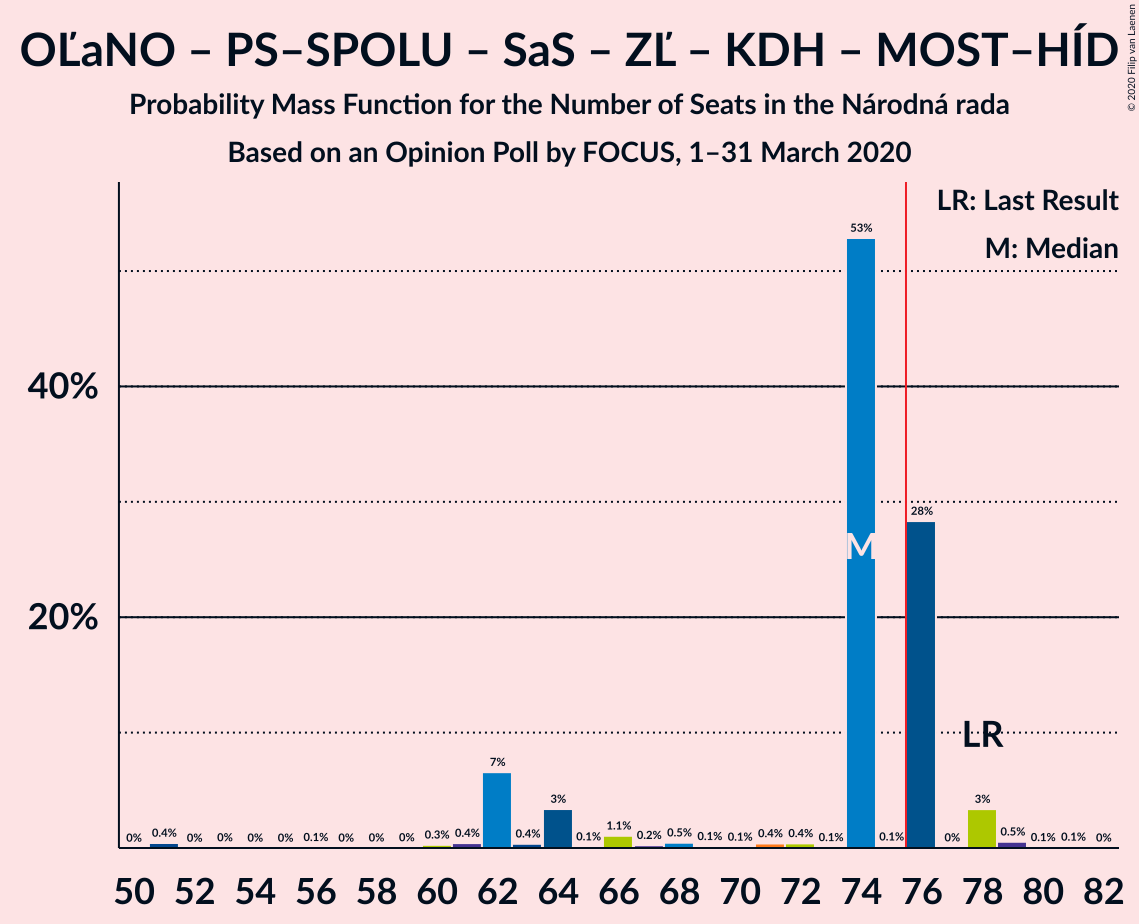 OĽaNO – PS–SPOLU – SaS – ZĽ – KDH – MOST–HÍD
Probability Mass Function for the Number of Seats in the Národná rada
Based on an Opinion Poll by FOCUS, 1–31 March 2020
© 2020 Filip van Laenen
LR: Last Result
M: Median
40%
20%
0% 0.4% 0% 0% 0% 0% 0.1% 0% 0% 0% 0.3% 0.4% 7% 0.4% 3% 0.1% 1.1% 0.2% 0.5% 0.1% 0.1% 0.4% 0.4% 0.1% 53% 0.1% 28% 0% 3% 0.5% 0.1% 0.1% 0%
M
LR
50 52 54 56 58 60 62 64 66 68 70 72 74 76 78 80 82